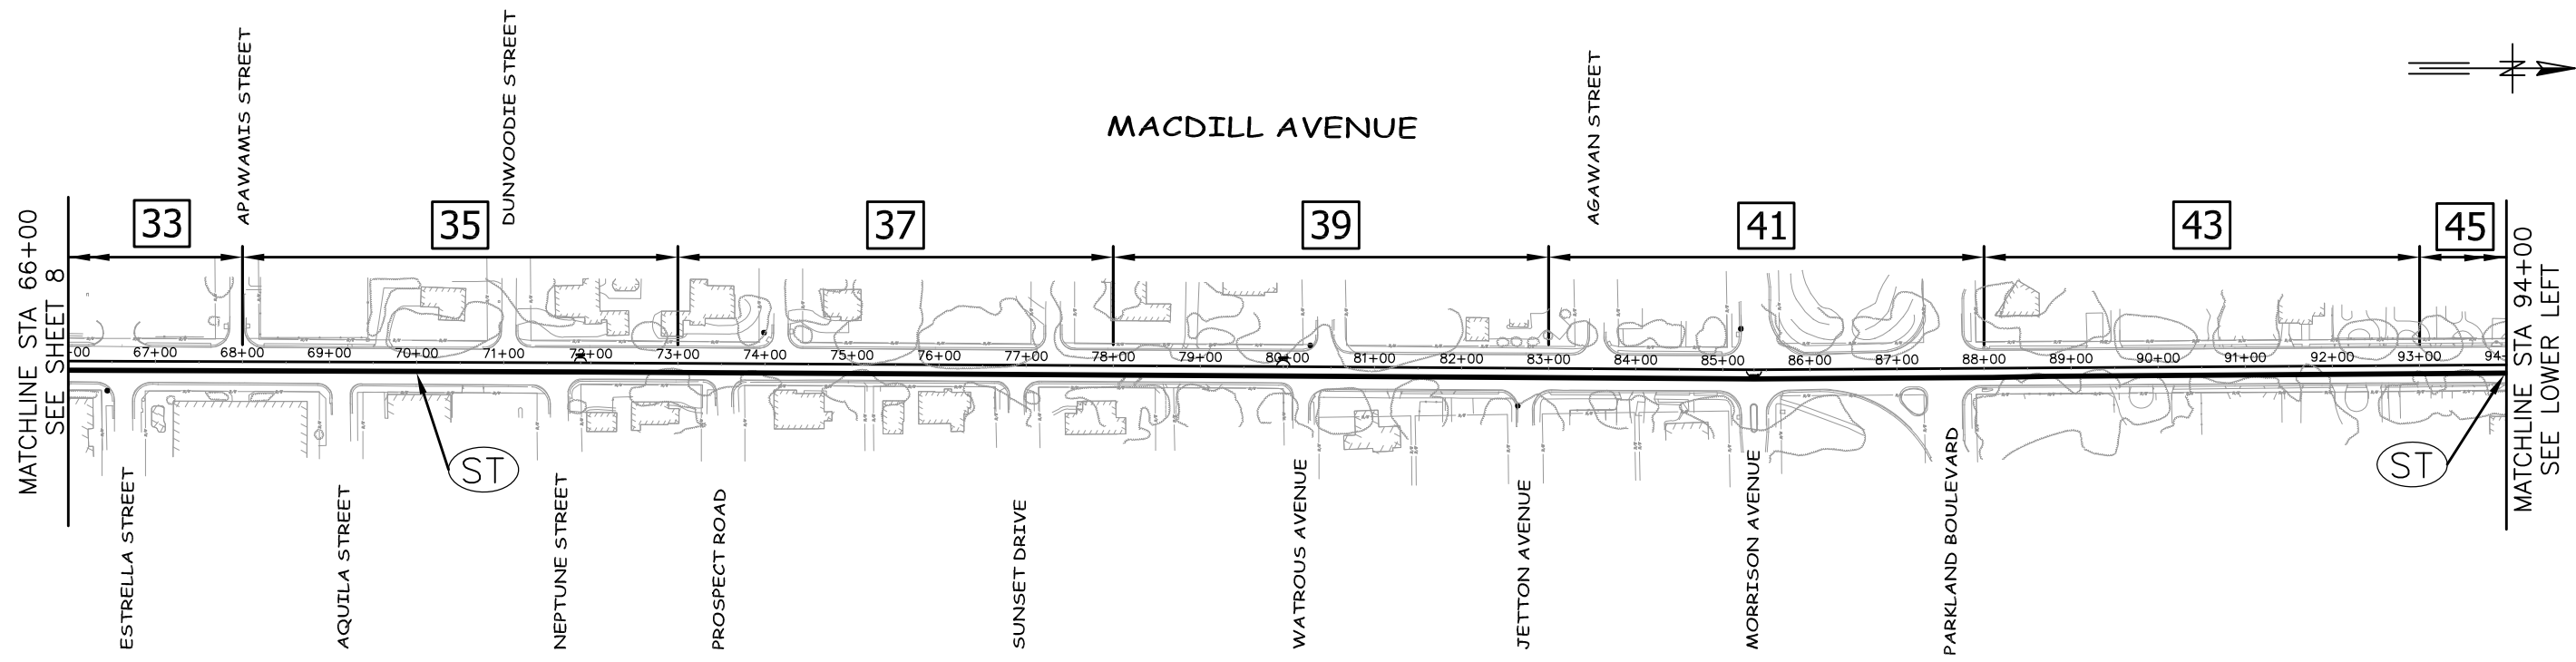 APAWAMIS STREET
DUNWOODIE STREET
AGAWAN STREET
N
MACDILL AVENUE
MATCHLINE STA 66+00
SEE SHEET 8
33
35
37
39
41
43
45
MATCHLINE STA 94+00
SEE LOWER LEFT
67+00 68+00 69+00 70+00 71+00 72+00 73+00 74+00 75+00 76+00 77+00 78+00 79+00 80+00 81+00 82+00 83+00 84+00 85+00 86+00 87+00 88+00 89+00 90+00 91+00 92+00 93+00
ST
ST
ESTRELLA STREET
AQUILA STREET
NEPTUNE STREET
PROSPECT ROAD
SUNSET DRIVE
WATROUS AVENUE
JETTON AVENUE
MORRISON AVENUE
PARKLAND BOULEVARD